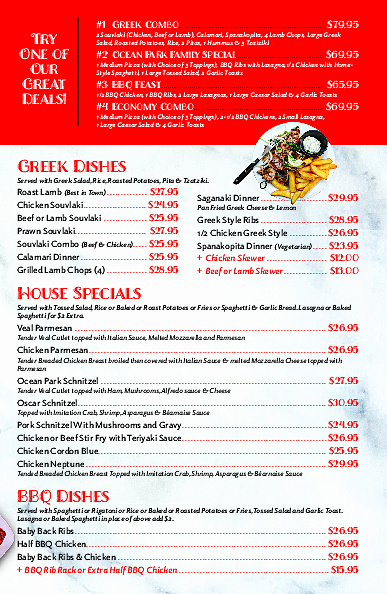 Try
One of
Our
Great
Deals!
#1 Greek Combo $79.95
2 Souvlaki (Chicken, Beef or Lamb), Calamari, Spanakopita, 4 Lamb Chops, Large Greek
Salad, Roasted Potatoes, Rice, 2 Pitas, 1 Hummus & 3 Tzatziki
#2 Ocean Park Family Special $69.95
1 Medium Pizza (with Choice of 3 Toppings), BBQ Ribs with Lasagna, 1/2 Chicken with Home-
Style Spaghetti, 1 Large Tossed Salad, 2 Garlic Toasts
#3 BBQ Feast $65.95
1/2 BBQ Chicken, 1 BBQ Ribs, 2 Large Lasagnas, 1 Large Caesar Salad & 4 Garlic Toast
#4 Economy Combo $69.95
1 Medium Pizza (with Choice of 3 Toppings), 2-1/2 BBQ Chickens, 2 Small Lasagna,
1 Large Caesar Salad & 4 Garlic Toasts
Greek Dishes
Served with Greek Salad, Rice, Roasted Potatoes, Pita & Tzatziki.
Roast Lamb (Best in Town) $27.95
Chicken Souvlaki $24.95
Beef or Lamb Souvlaki $25.95
Prawn Souvlaki $27.95
Souvlaki Combo (Beef & Chicken) $25.95
Calamari Dinner $25.95
Grilled Lamb Chops (4) $28.95
Saganaki Dinner $29.95
Pan Fried Greek Cheese & Lemon
Greek Style Ribs $28.95
1/2 Chicken Greek Style $26.95
Spanakopita Dinner (Vegetarian) $23.95
+ Chicken Skewer $12.00
+ Beef or Lamb Skewer $13.00
House Specials
Served with Tossed Salad, Rice or Baked or Roast Potatoes or Fries or Spaghetti & Garlic Bread. Lasagna or Baked
Spaghetti for $2 Extra.
Veal Parmesan $26.95
Tender Veal Cutlet topped with Italian Sauce, Melted Mozzarella and Parmesan
Chicken Parmesan $26.95
Tender Breaded Chicken Breast broiled then covered with Italian Sauce & melted Mozzarella Cheese topped with
Parmesan
Ocean Park Schnitzel $27.95
Tender Veal Cutlet topped with Ham, Mushrooms, Alfredo sauce & Cheese
Oscar Schnitzel $30.95
Topped with Imitation Crab, Shrimp, Asparagus & Béarnaise Sauce
Pork Schnitzel With Mushrooms and Gravy $24.95
Chicken or Beef Stir Fry with Teriyaki Sauce $26.95
Chicken Cordon Blue $25.95
Chicken Neptune $29.95
Tended Breaded Chicken Breast Topped with Imitation Crab, Shrimp, Asparagus & Béarnaise Sauce
BBQ Dishes
Served with Spaghetti or Rigatoni or Rice or Baked or Roasted Potatoes or Fries, Tossed Salad and Garlic Toast.
Lasagna or Baked Spaghetti in place of above add $2.
Baby Back Ribs $26.95
Half BBQ Chicken $26.95
Baby Back Ribs & Chicken $26.95
+ BBQ Rib Rack or Extra Half BBQ Chicken $15.95